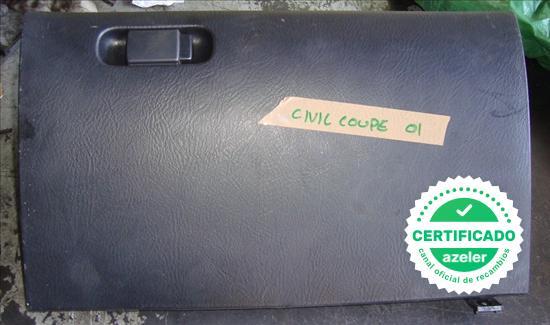 CIVIC COUPE 01
CERTIFICADO
azeler
canal oficial de recambios